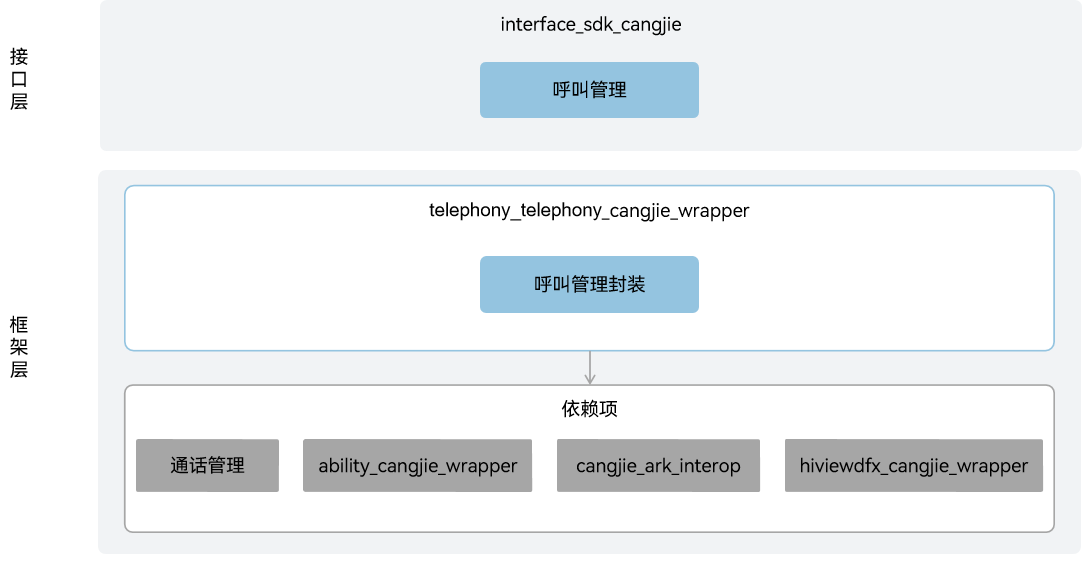 接口层
interface_sdk_cangjie
呼叫管理
框架层
telephony_telephony_cangjie_wrapper
呼叫管理封装
依赖项
通话管理
ability_cangjie_wrapper
cangjie_ark_interop
hiviewdfx_cangjie_wrapper